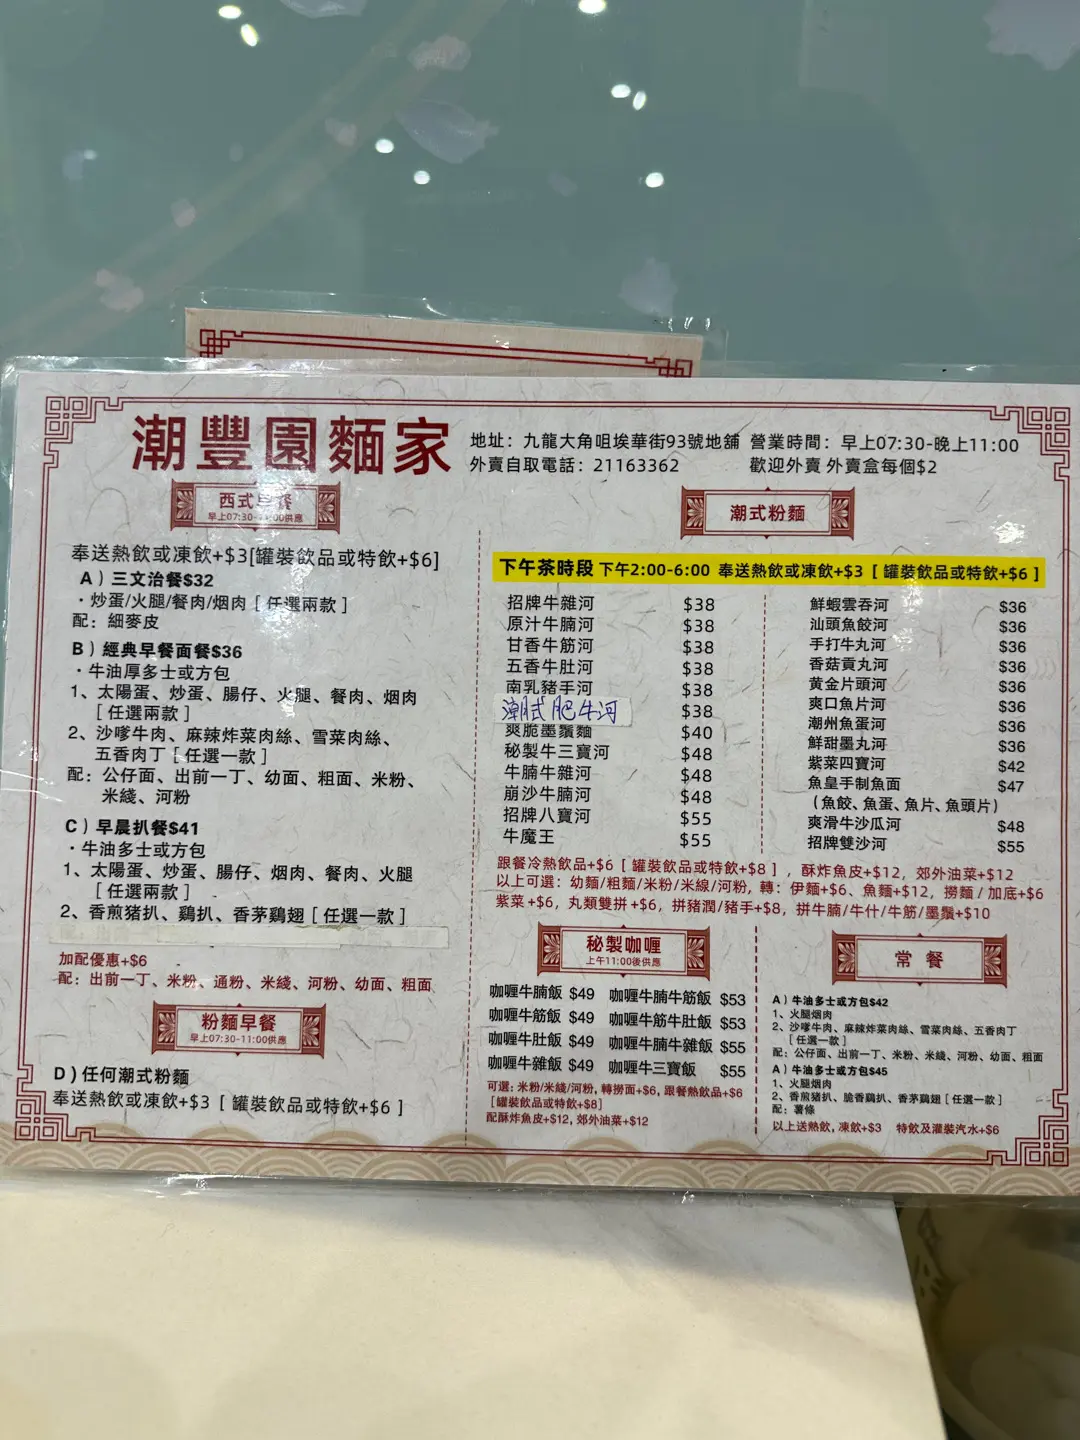 潮豐園麵家
地址：九龍大角咀埃華街93號地舖 營業時間：早上07:30-晚上11:00
外賣自取電話：21163362 歡迎外賣 外賣盒每個$2
西式早餐
早上07:30-11:00供應
奉送熱飲或凍飲+$3[罐裝飲品或特飲+$6]
A）三文治餐$32
・炒蛋/火腿/餐肉/烟肉［任選兩款］
配：細麥皮
B）經典早餐面餐$36
・牛油厚多士或方包
1、太陽蛋、炒蛋、腸仔、火腿、餐肉、烟肉
［任選兩款］
2、沙嗲牛肉、麻辣炸菜肉絲、雪菜肉絲、
五香肉丁［任選一款］
配：公仔面、出前一丁、幼面、粗面、米粉、
米綫、河粉
C）早晨扒餐$41
・牛油多士或方包
1、太陽蛋、炒蛋、腸仔、烟肉、餐肉、火腿
［任選兩款］
2、香煎豬扒、鷄扒、香茅鷄翅［任選一款］
加配優惠+$6
配：出前一丁、米粉、通粉、米綫、河粉、幼面、粗面
粉麵早餐
早上07:30-11:00供應
D）任何潮式粉麵
奉送熱飲或凍飲+$3［罐裝飲品或特飲+$6］
潮式粉麵
下午茶時段 下午2:00-6:00 奉送熱飲或凍飲+$3［罐裝飲品或特飲+$6］
招牌牛雜河 $38
原汁牛腩河 $38
甘香牛筋河 $38
五香牛肚河 $38
南乳豬手河 $38
潮式肥牛河 $38
爽脆墨鬚麵 $40
秘製牛三寶河 $48
牛腩牛雜河 $48
崩沙牛腩河 $48
招牌八寶河 $55
牛魔王 $55
鮮蝦雲吞河 $36
汕頭魚餃河 $36
手打牛丸河 $36
香菇貢丸河 $36
黄金片頭河 $36
爽口魚片河 $36
潮州魚蛋河 $36
鮮甜墨丸河 $36
紫菜四寶河 $42
魚皇手制魚面 $47
（魚餃、魚蛋、魚片、魚頭片）
爽滑牛沙瓜河 $48
招牌雙沙河 $55
跟餐冷熱飲品+$6［罐裝飲品或特飲+$8］，酥炸魚皮+$12，郊外油菜+$12
以上可選：幼麵/粗麵/米粉/米線/河粉，轉：伊麵+$6、魚麵+$12，撈麵/加底+$6
紫菜+$6，丸類雙拼+$6，拼豬潤/豬手+$8，拼牛腩/牛什/牛筋/墨鬚+$10
秘製咖喱
上午11:00後供應
咖喱牛腩飯 $49 咖喱牛腩牛筋飯 $53
咖喱牛筋飯 $49 咖喱牛筋牛肚飯 $53
咖喱牛肚飯 $49 咖喱牛腩牛雜飯 $55
咖喱牛雜飯 $49 咖喱牛三寶飯 $55
可選：米粉/米綫/河粉，轉撈面+$6，跟餐熱飲品+$6
［罐裝飲品或特飲+$8］
配酥炸魚皮+$12，郊外油菜+$12
常餐
A）牛油多士或方包$42
1、火腿烟肉
2、沙嗲牛肉、麻辣炸菜肉絲、雪菜肉絲、五香肉丁
［任選一款］
配：公仔面、出前一丁、米粉、米綫、河粉、幼面、粗面
A）牛油多士或方包$45
1、火腿烟肉
2、香煎豬扒、脆香鷄扒、香茅鷄翅［任選一款］
配：薯條
以上送熱飲，凍飲+$3 特飲及灌裝汽水+$6